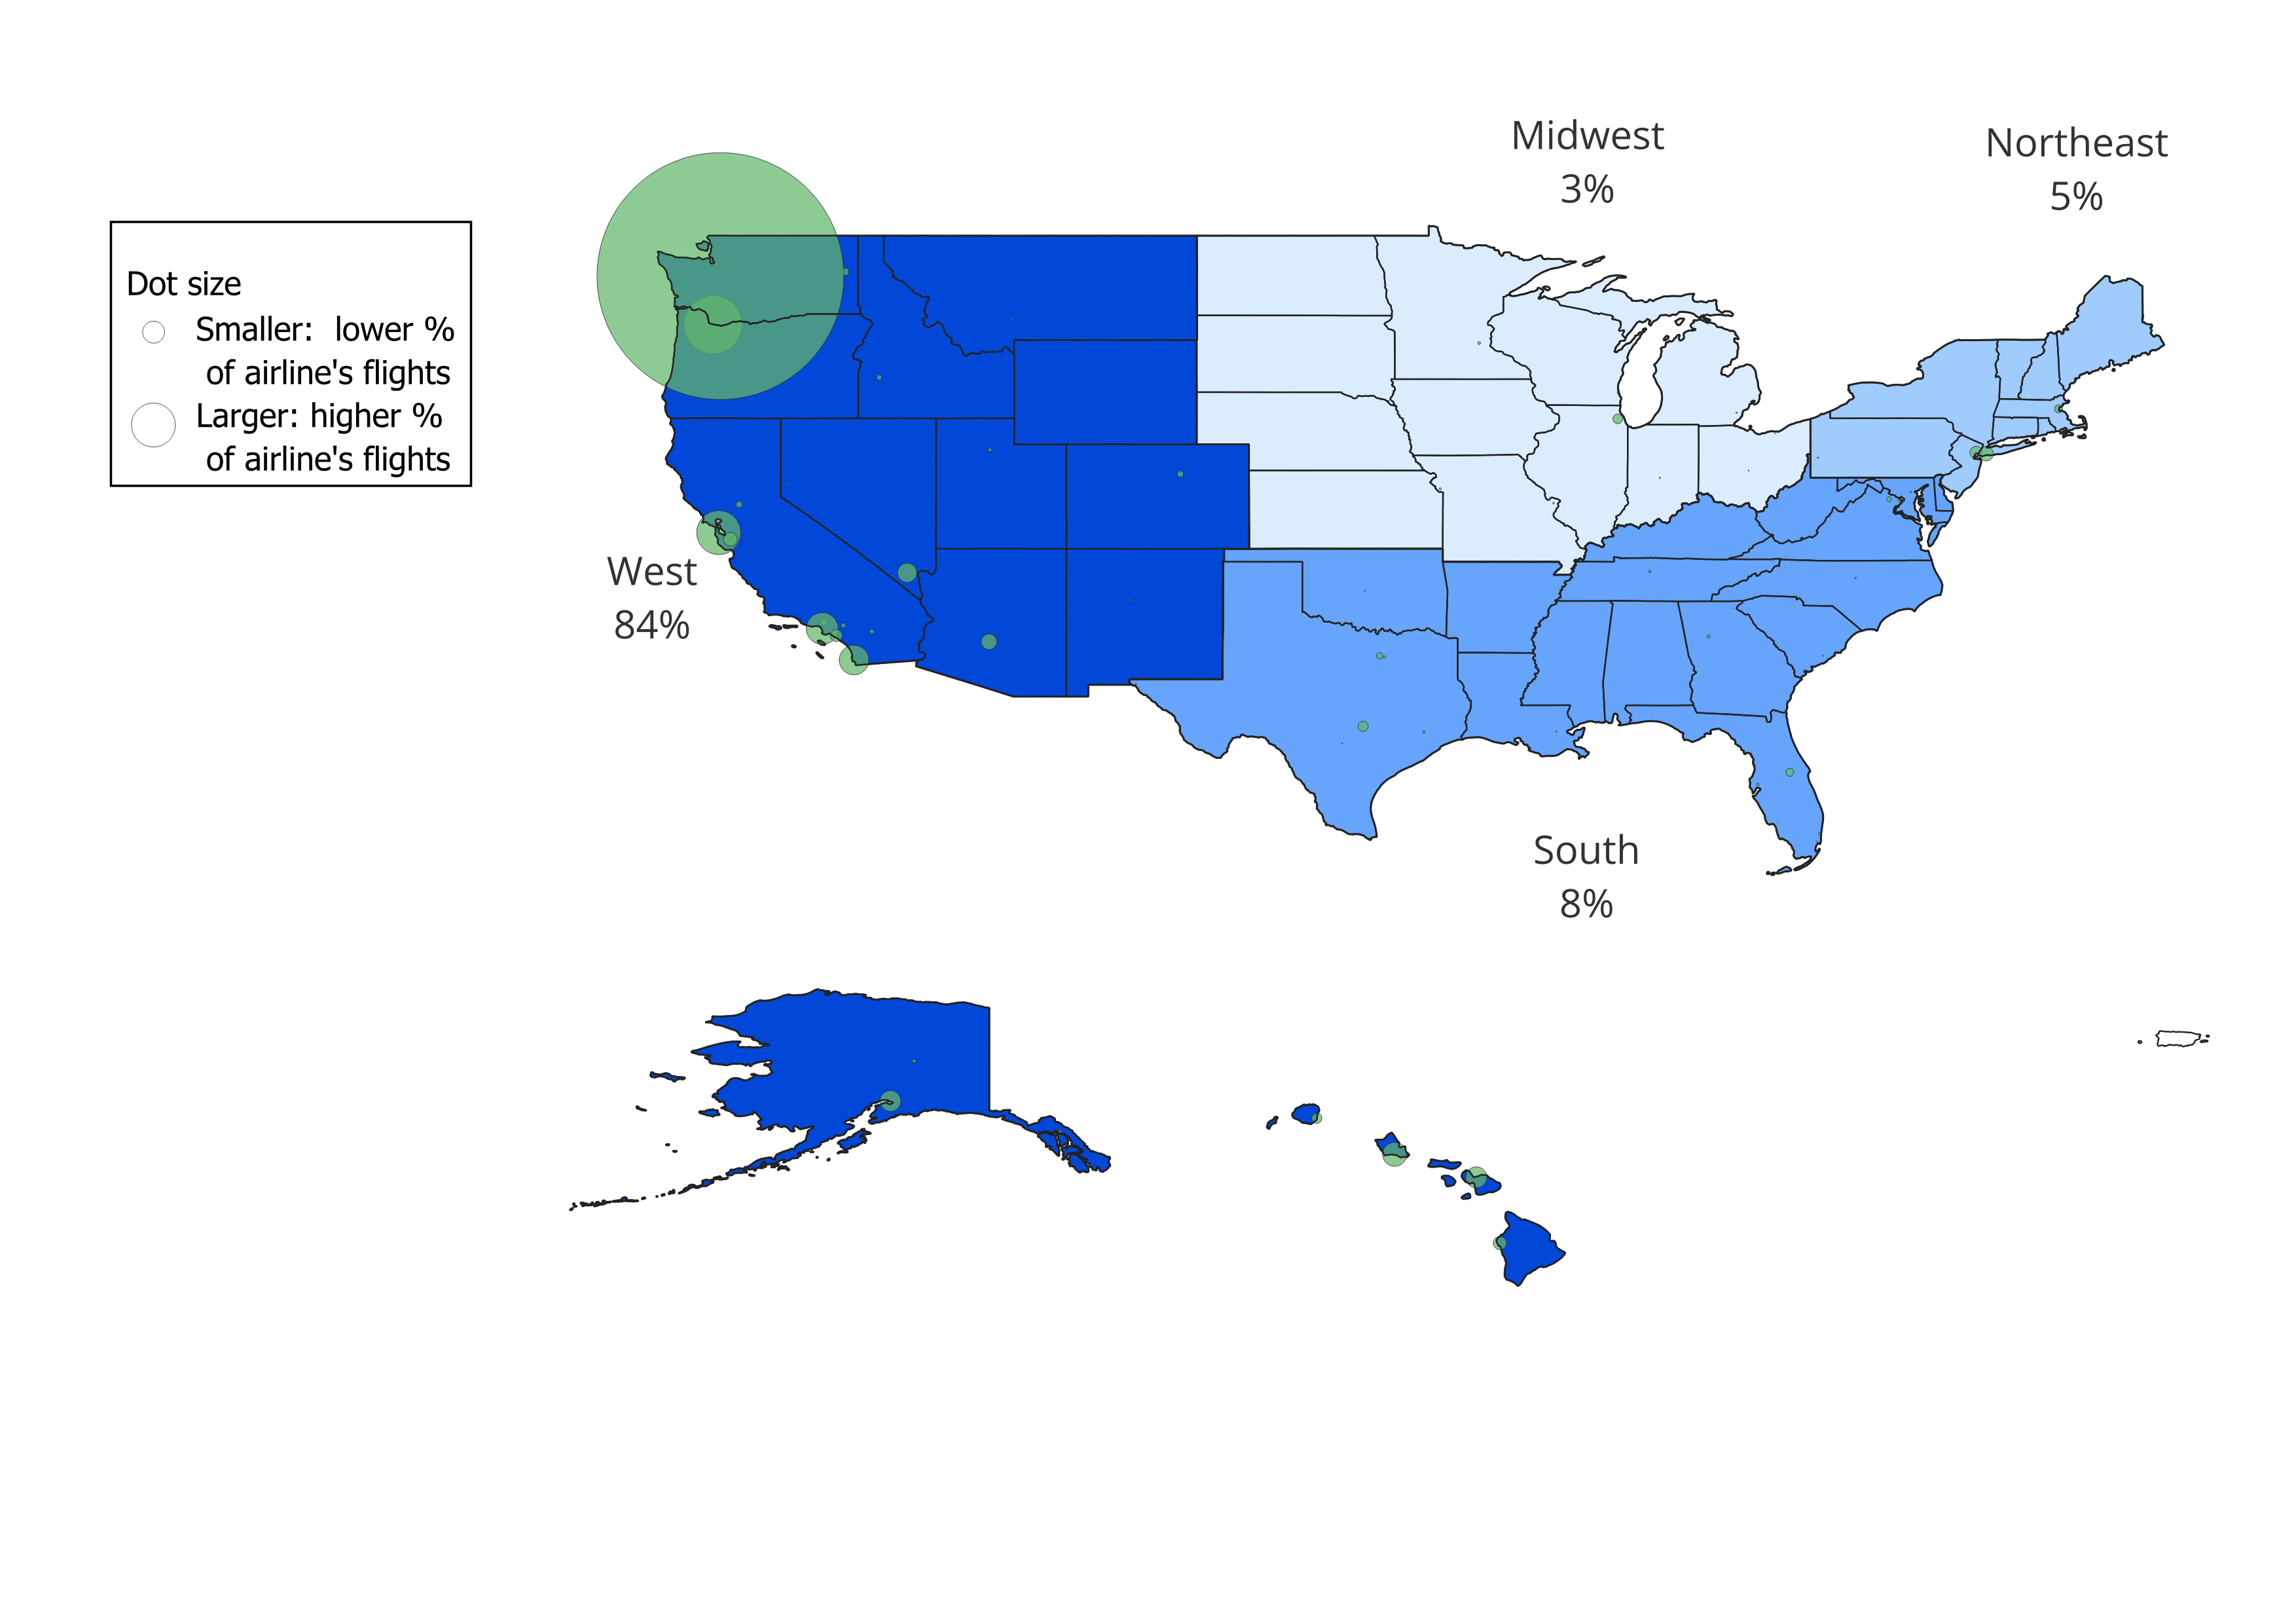 Midwest
3%
Northeast
5%
Dot size
Smaller:  lower %
of airline's flights
Larger: higher %
of airline's flights
West
84%
South
8%